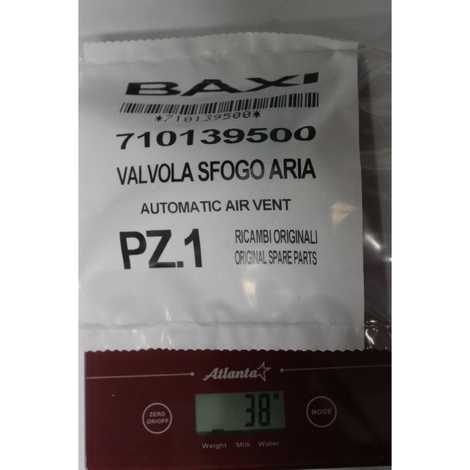 BAXI
*710139500*
710139500
VALVOLA SFOGO ARIA
AUTOMATIC AIR VENT
PZ.1
RICAMBI ORIGINALI
ORIGINAL SPARE PARTS
Atlanta
ZERO
ON/OFF
38
MODE
Weight Milk Water